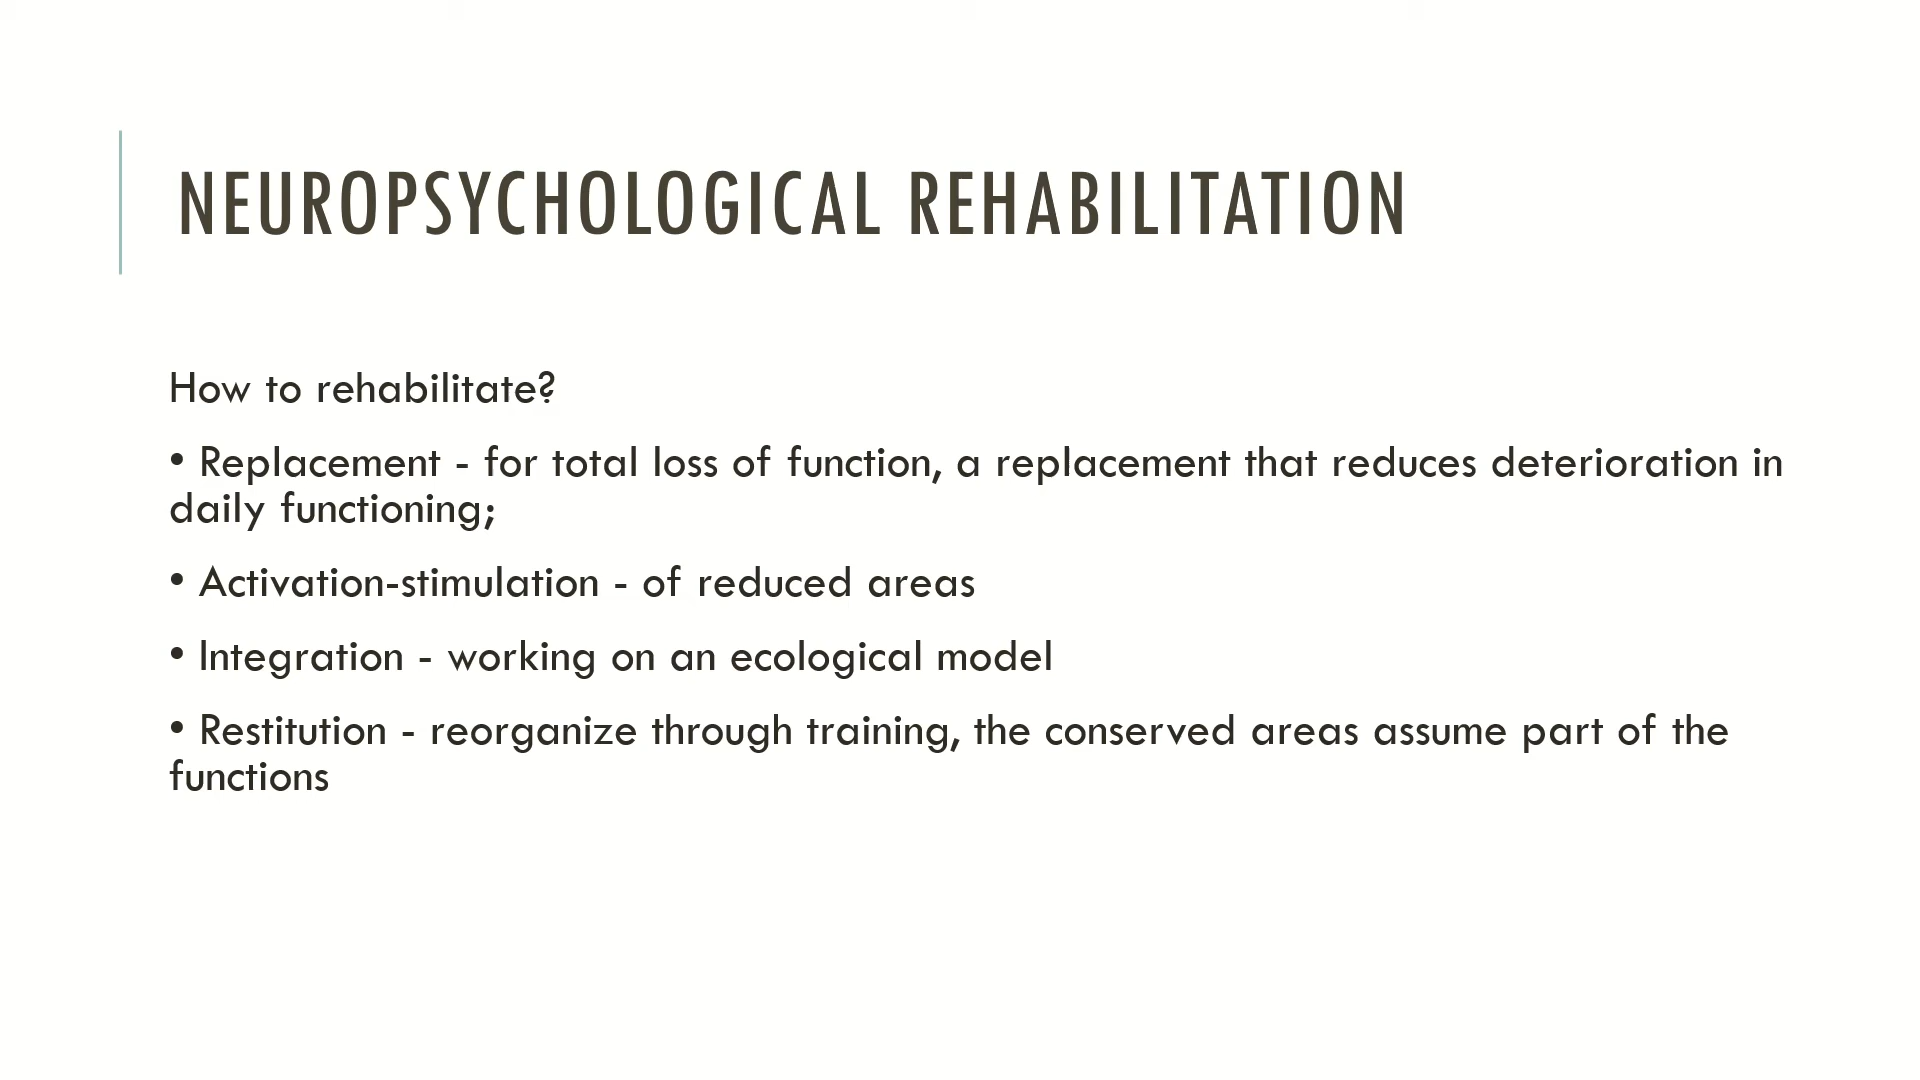 NEUROPSYCHOLOGICAL REHABILITATION
How to rehabilitate?
• Replacement - for total loss of function, a replacement that reduces deterioration in
daily functioning;
• Activation-stimulation - of reduced areas
• Integration - working on an ecological model
• Restitution - reorganize through training, the conserved areas assume part of the
functions